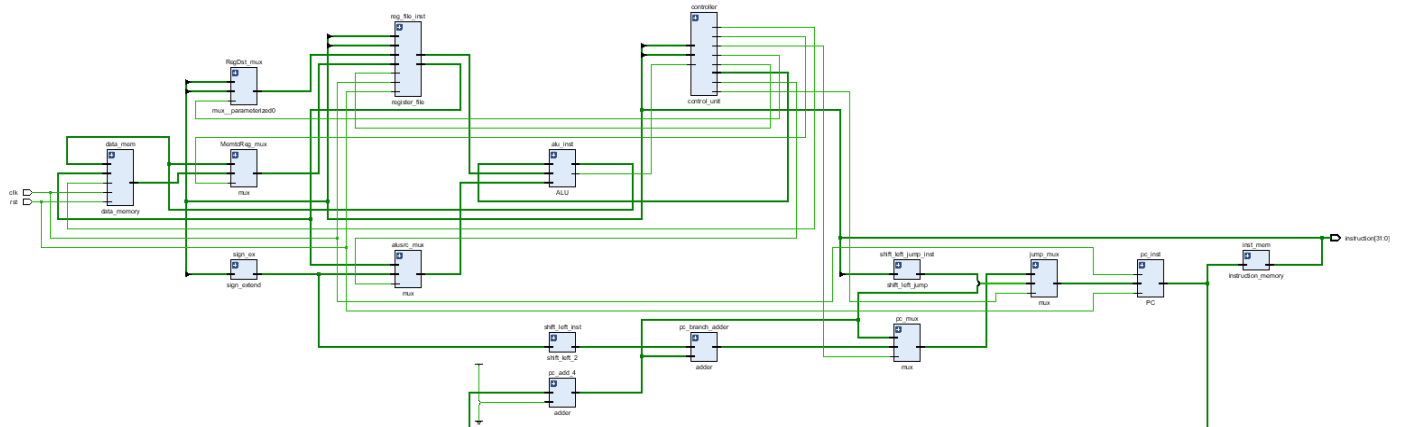 controller
reg_file_inst
control_unit
RegDst_mux
register_file
mux__parameterized0
data_mem
MemtoReg_mux
alu_inst
clk
rst
data_memory
mux
ALU
instruction[31:0]
sign_ex
alusrc_mux
shift_left_jump_inst
jump_mux
pc_inst
inst_mem
sign_extend
mux
shift_left_jump
mux
PC
instruction_memory
shift_left_inst
pc_branch_adder
pc_mux
shift_left_2
adder
mux
pc_add_4
adder